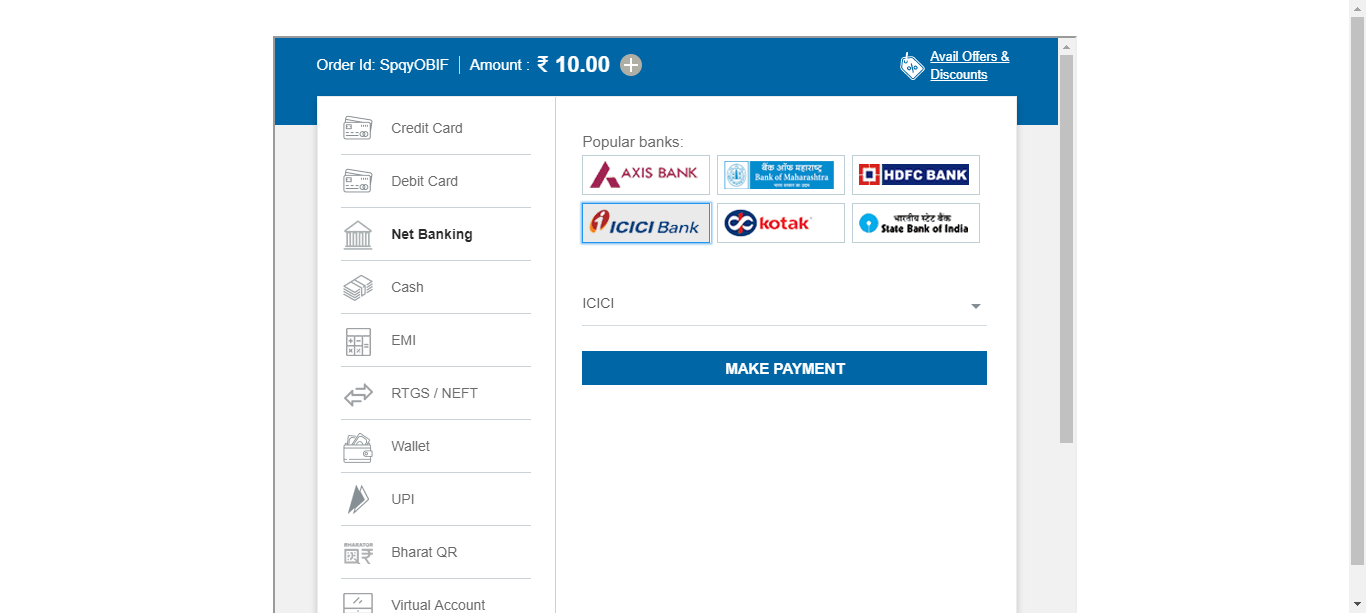 Order Id: SpqyOBIF
Amount : ₹ 10.00
Avail Offers &
Discounts
Credit Card
Debit Card
Net Banking
Cash
EMI
RTGS / NEFT
Wallet
UPI
BHARATQR
Bharat QR
Virtual Account
Popular banks:
AXIS BANK
बैंक ऑफ महाराष्ट्र
Bank of Maharashtra
HDFC BANK
ICICI Bank
kotak
भारतीय स्टेट बैंक
State Bank of India
ICICI
MAKE PAYMENT